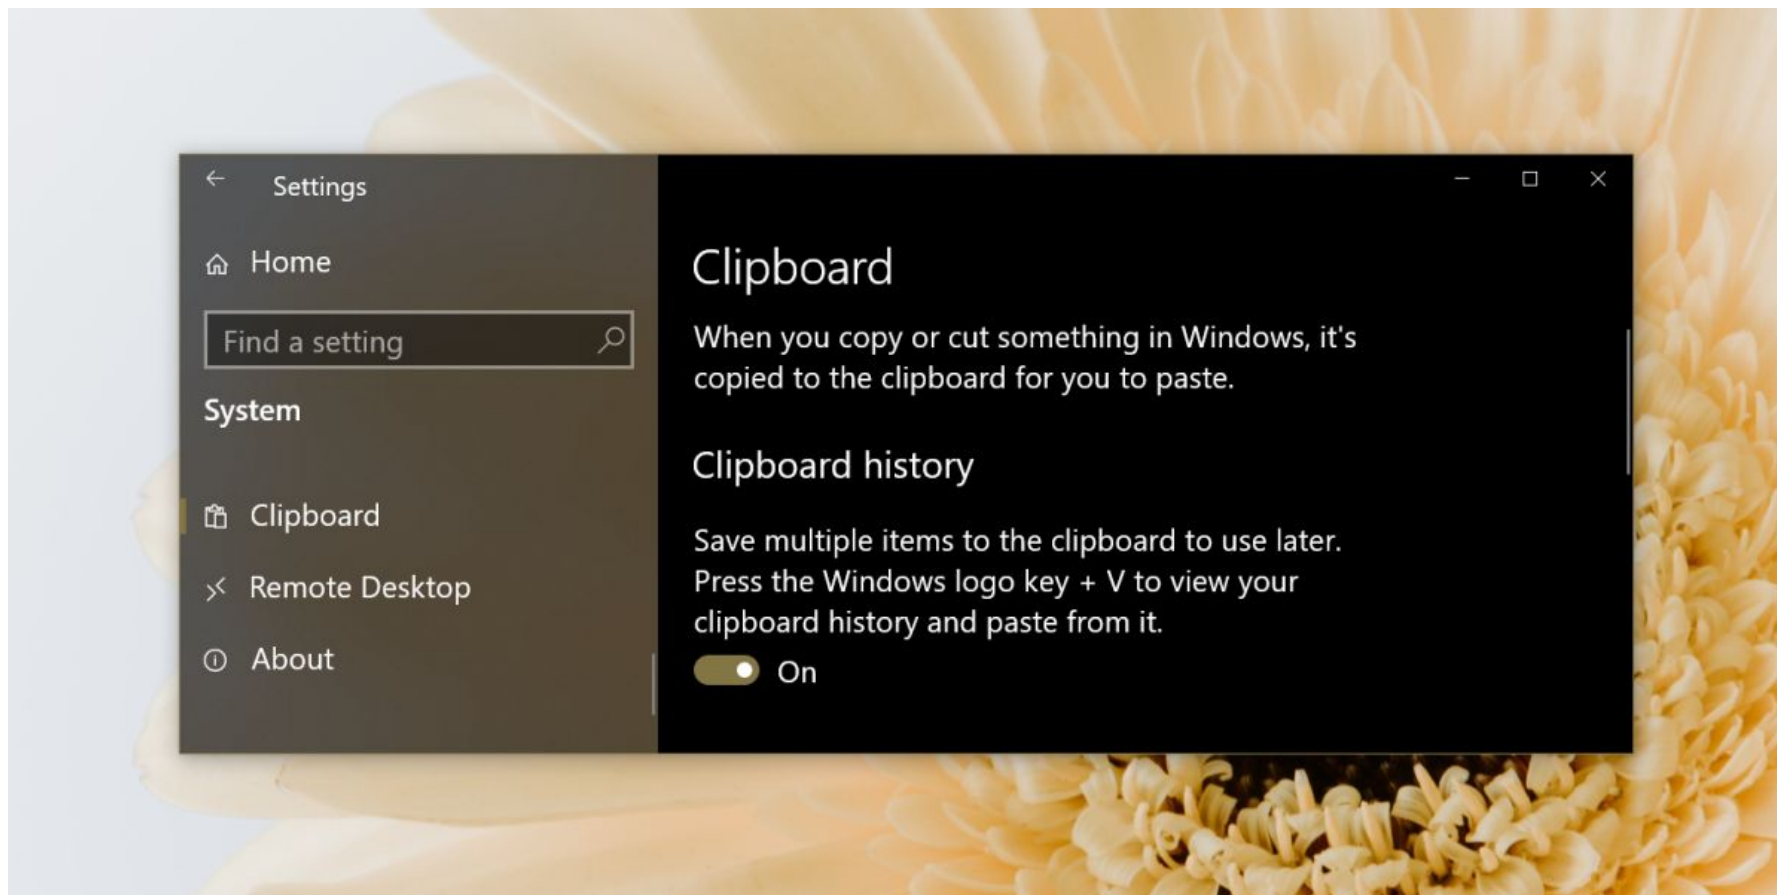 Settings
Home
Find a setting
System
Clipboard
Remote Desktop
About
Clipboard
When you copy or cut something in Windows, it's
copied to the clipboard for you to paste.
Clipboard history
Save multiple items to the clipboard to use later.
Press the Windows logo key + V to view your
clipboard history and paste from it.
On